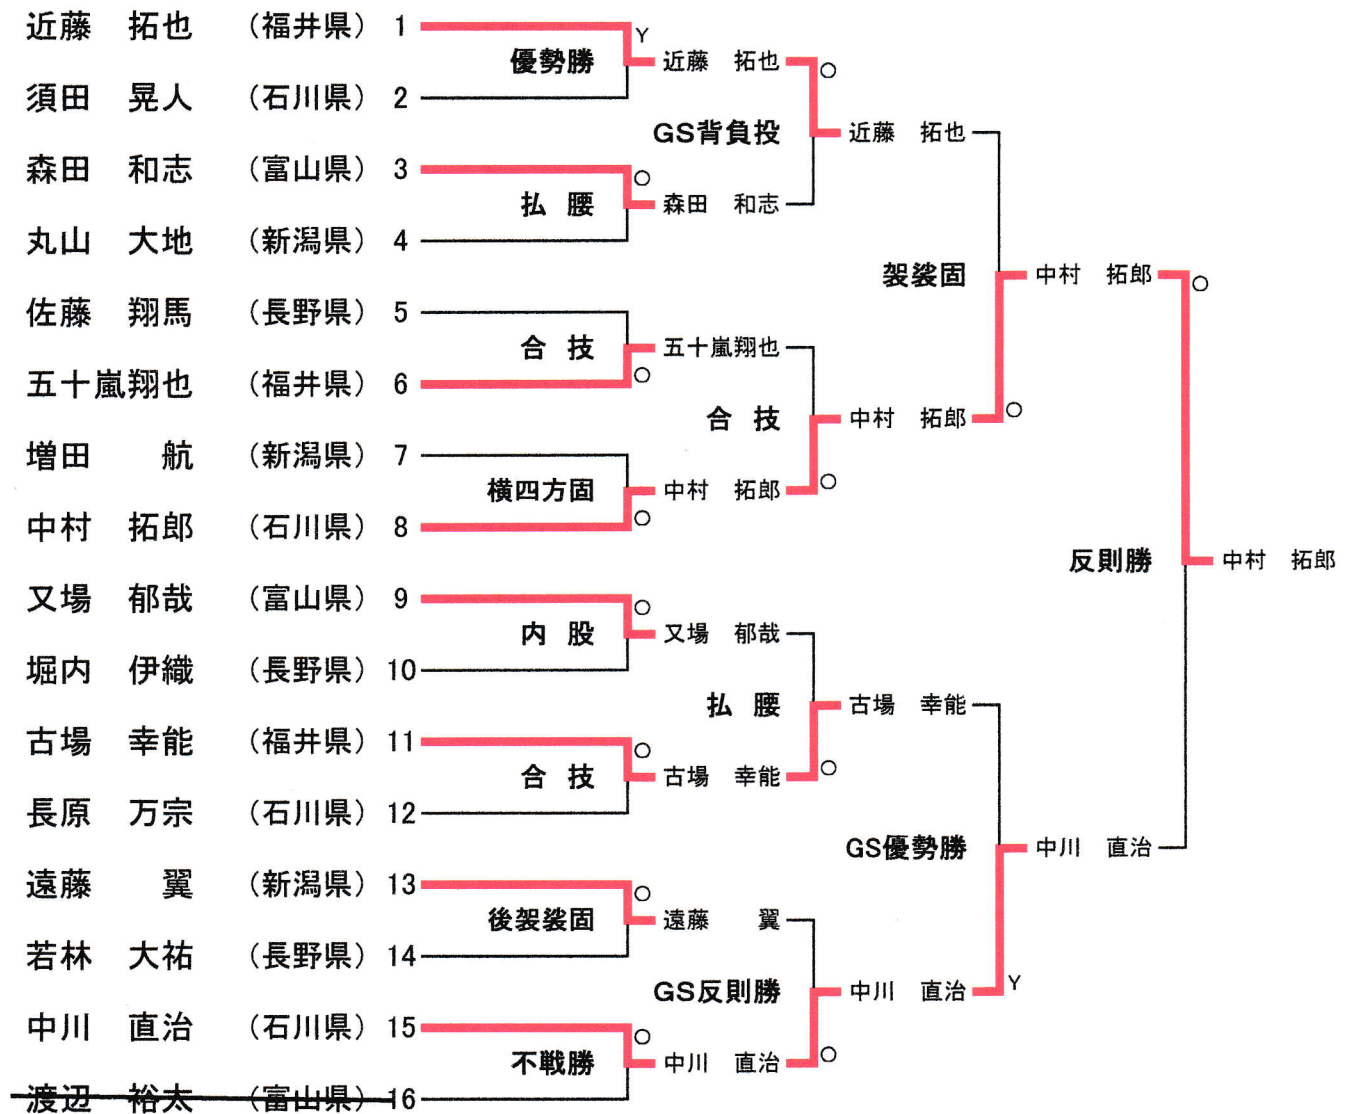 近藤　拓也　（福井県）　1
優勢勝　Y　近藤　拓也　○
須田　晃人　（石川県）　2
GS背負投　近藤　拓也
森田　和志　（富山県）　3　○
払　腰　森田　和志
丸山　大地　（新潟県）　4
袈裟固　中村　拓郎　○
佐藤　翔馬　（長野県）　5
合　技　五十嵐翔也
五十嵐翔也　（福井県）　6　○
合　技　中村　拓郎　○
増田　　航　（新潟県）　7
横四方固　中村　拓郎　○
中村　拓郎　（石川県）　8　○
反則勝　中村　拓郎
又場　郁哉　（富山県）　9　○
内　股　又場　郁哉
堀内　伊織　（長野県）　10
払　腰　古場　幸能
古場　幸能　（福井県）　11　○
合　技　古場　幸能　○
長原　万宗　（石川県）　12
GS優勢勝　中川　直治
遠藤　　翼　（新潟県）　13　○
後袈裟固　遠藤　　翼
若林　大祐　（長野県）　14
GS反則勝　中川　直治　Y
中川　直治　（石川県）　15　○
不戦勝　中川　直治　○
渡辺　裕太　（富山県）　16